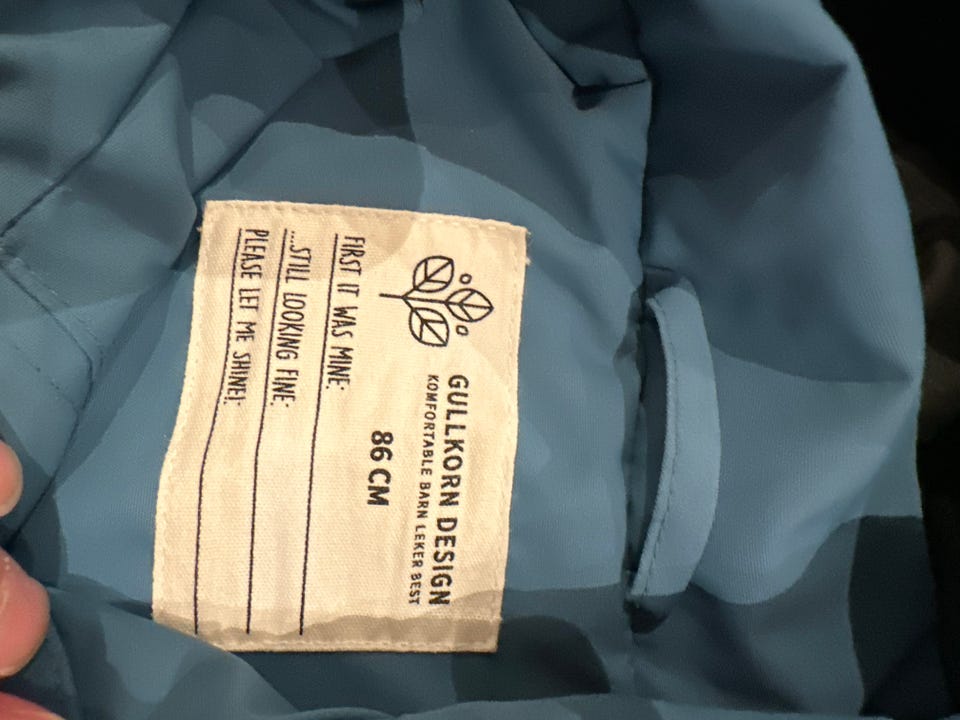 GULLKORN DESIGN
KOMFORTABLE BARN LEKER BEST
86 CM
FIRST IT WAS MINE:
...STILL LOOKING FINE:
PLEASE LET ME SHINE!: